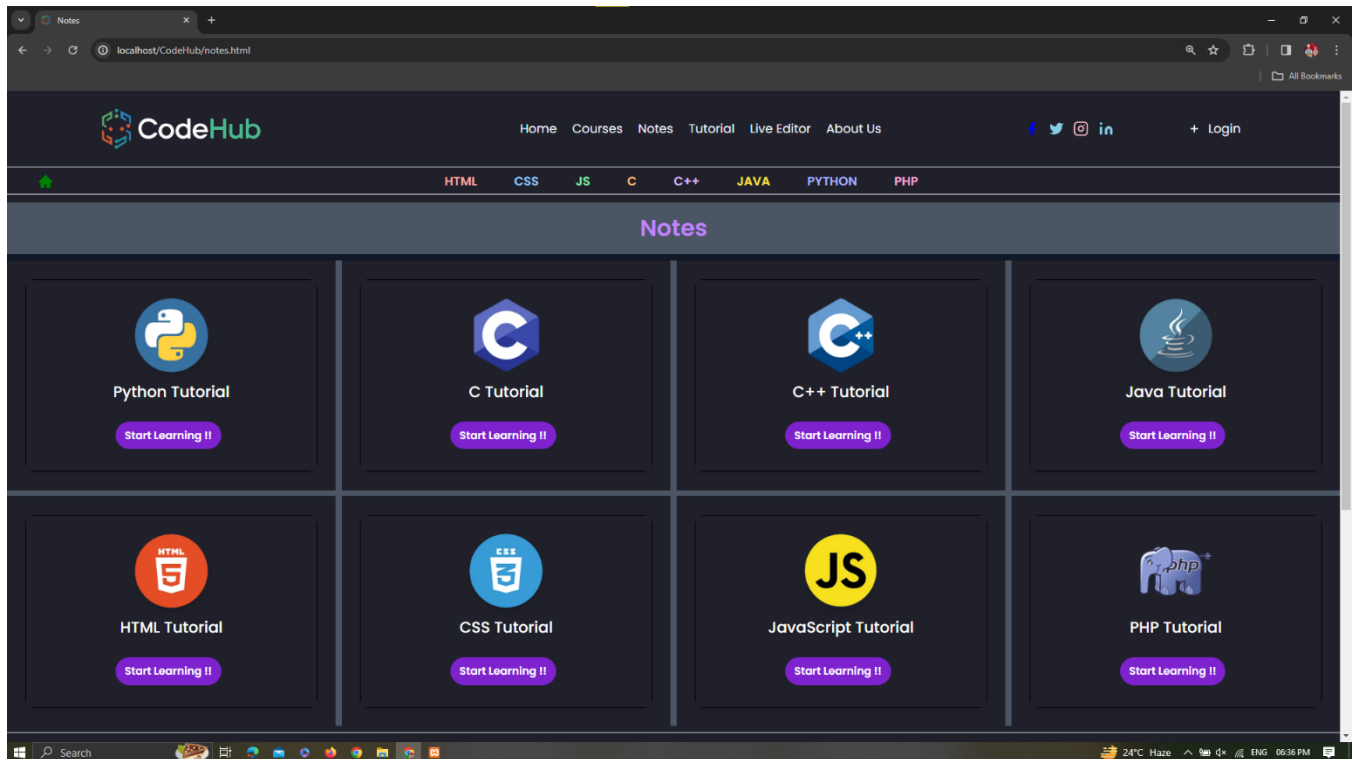 Notes
localhost/CodeHub/notes.html
All Bookmarks
CodeHub Home Courses Notes Tutorial Live Editor About Us in + Login
HTML CSS JS C C++ JAVA PYTHON PHP
Notes
C C++
Python Tutorial C Tutorial C++ Tutorial Java Tutorial
Start Learning !! Start Learning !! Start Learning !! Start Learning !!
HTML 5 CSS 3 JS php
HTML Tutorial CSS Tutorial JavaScript Tutorial PHP Tutorial
Start Learning !! Start Learning !! Start Learning !! Start Learning !!
Search 24°C Haze ENG 06:36 PM